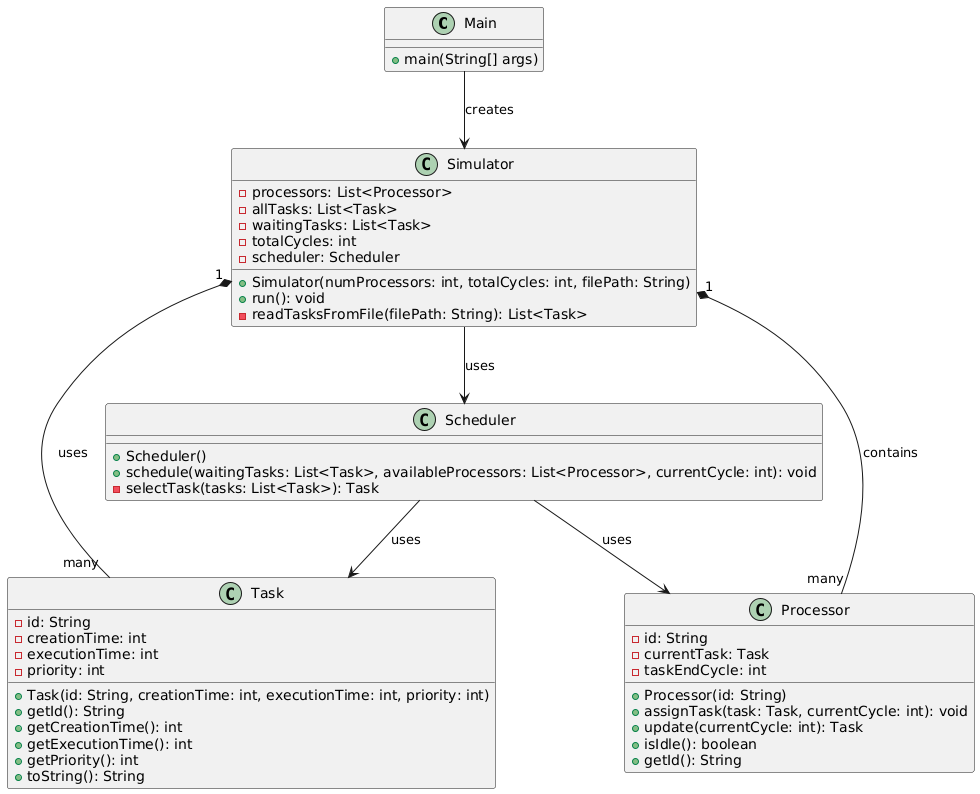 C Main
main(String[] args)
creates
C Simulator
processors: List<Processor>
allTasks: List<Task>
waitingTasks: List<Task>
totalCycles: int
scheduler: Scheduler
1
1
Simulator(numProcessors: int, totalCycles: int, filePath: String)
run(): void
readTasksFromFile(filePath: String): List<Task>
uses
C Scheduler
Scheduler()
schedule(waitingTasks: List<Task>, availableProcessors: List<Processor>, currentCycle: int): void
selectTask(tasks: List<Task>): Task
uses
contains
uses
uses
many
many
C Task
id: String
creationTime: int
executionTime: int
priority: int
Task(id: String, creationTime: int, executionTime: int, priority: int)
getId(): String
getCreationTime(): int
getExecutionTime(): int
getPriority(): int
toString(): String
C Processor
id: String
currentTask: Task
taskEndCycle: int
Processor(id: String)
assignTask(task: Task, currentCycle: int): void
update(currentCycle: int): Task
isIdle(): boolean
getId(): String